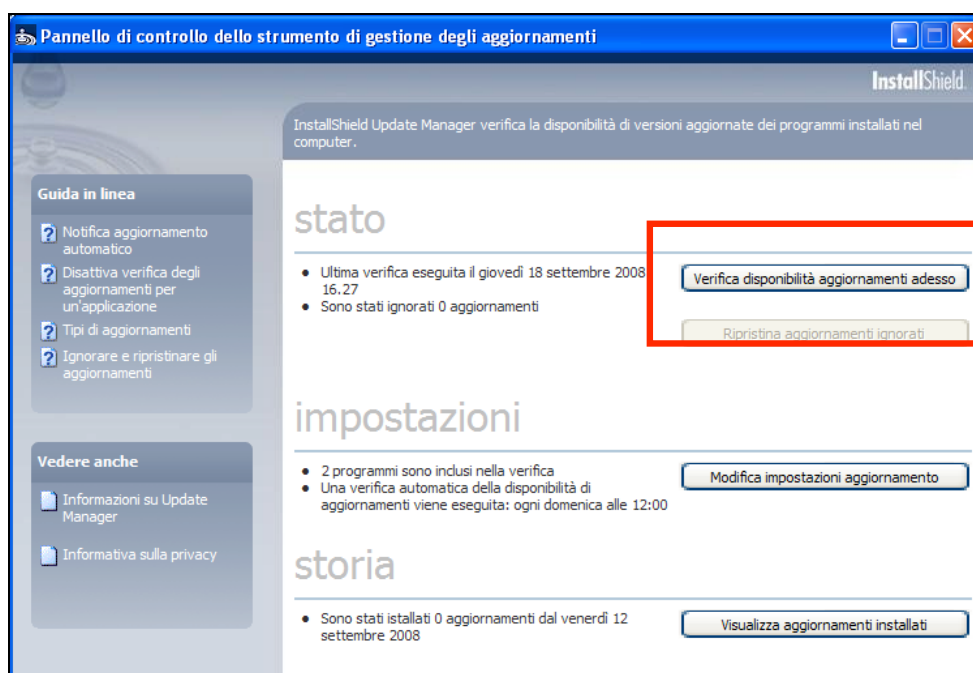 Pannello di controllo dello strumento di gestione degli aggiornamenti
InstallShield.
InstallShield Update Manager verifica la disponibilità di versioni aggiornate dei programmi installati nel
computer.
Guida in linea
Notifica aggiornamento
automatico
Disattiva verifica degli
aggiornamenti per
un'applicazione
Tipi di aggiornamenti
Ignorare e ripristinare gli
aggiornamenti
Vedere anche
Informazioni su Update
Manager
Informativa sulla privacy
stato
Ultima verifica eseguita il giovedì 18 settembre 2008
16.27
Sono stati ignorati 0 aggiornamenti
Verifica disponibilità aggiornamenti adesso
Ripristina aggiornamenti ignorati
impostazioni
2 programmi sono inclusi nella verifica
Una verifica automatica della disponibilità di
aggiornamenti viene eseguita: ogni domenica alle 12:00
Modifica impostazioni aggiornamento
storia
Sono stati istallati 0 aggiornamenti dal venerdì 12
settembre 2008
Visualizza aggiornamenti installati